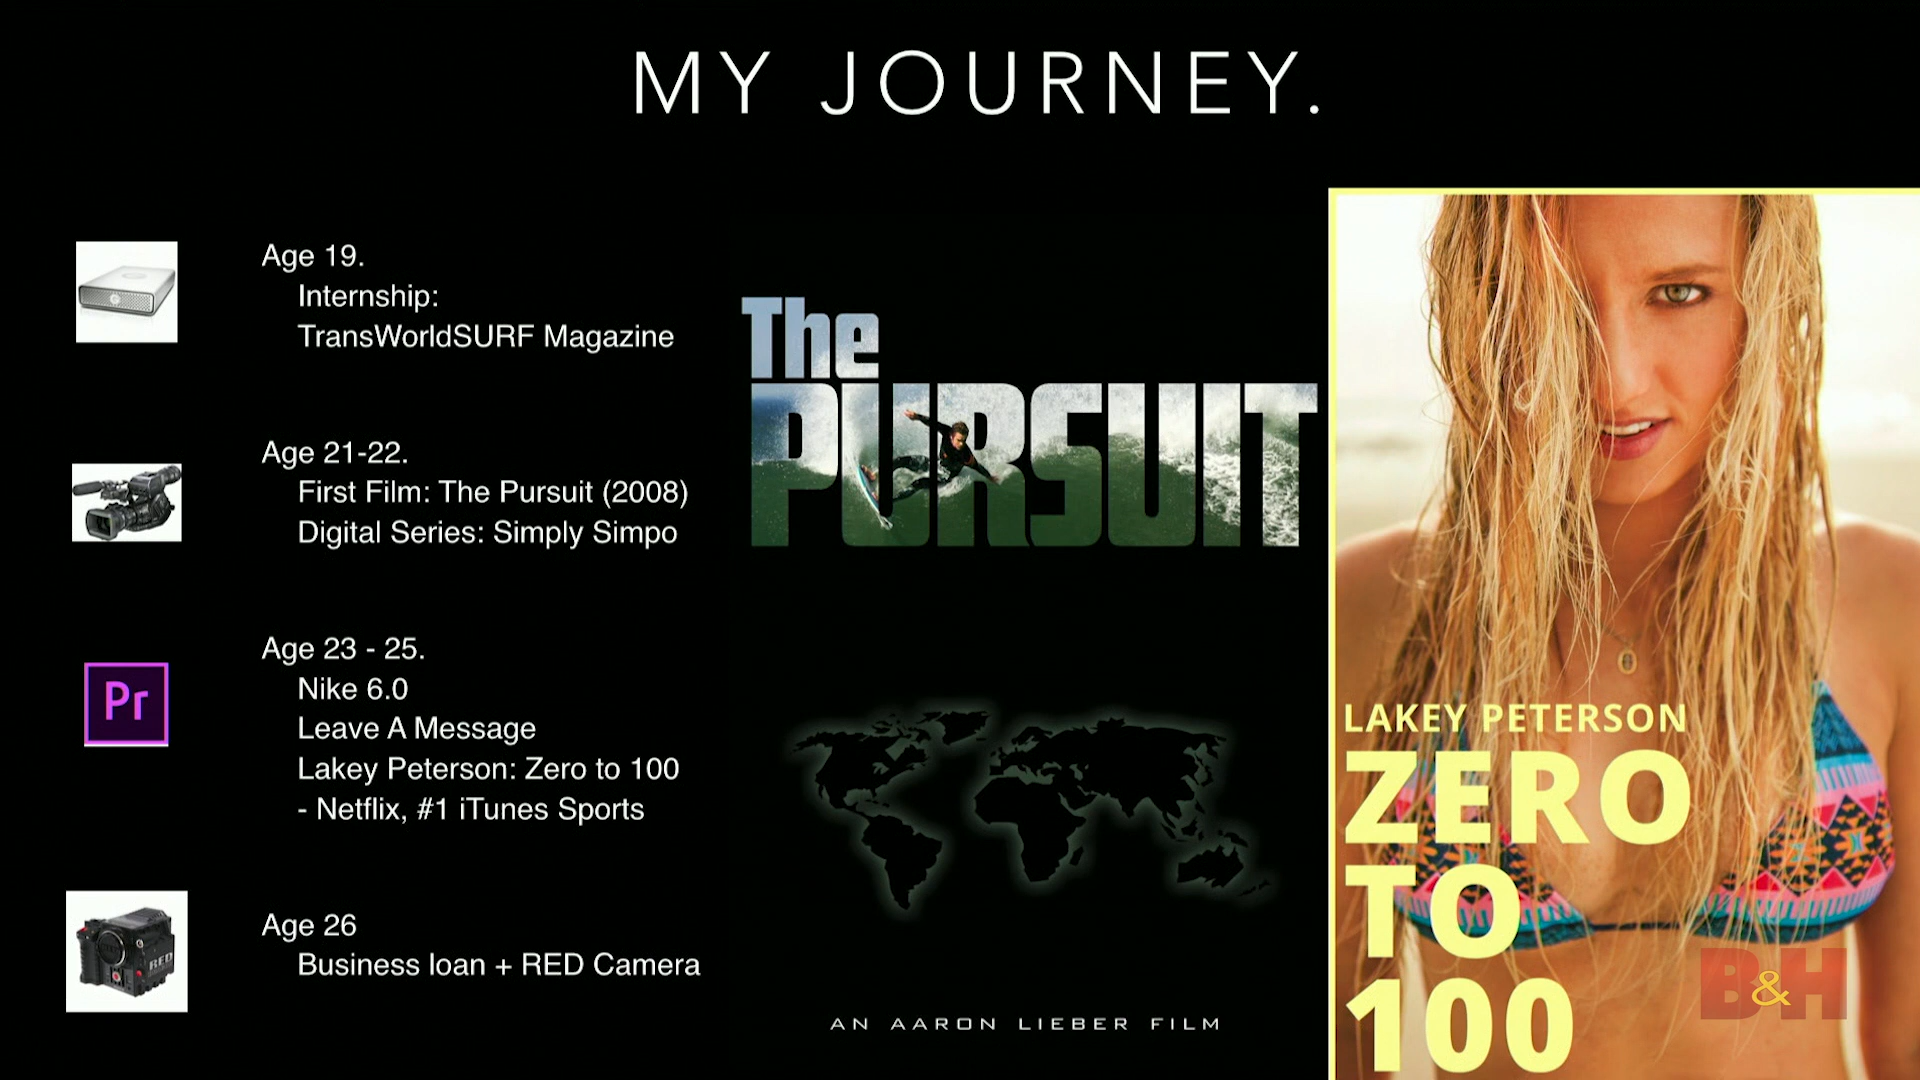 MY JOURNEY.
Age 19.
Internship:
TransWorldSURF Magazine
Age 21-22.
First Film: The Pursuit (2008)
Digital Series: Simply Simpo
Pr
Age 23 - 25.
Nike 6.0
Leave A Message
Lakey Peterson: Zero to 100
- Netflix, #1 iTunes Sports
RED
Age 26
Business loan + RED Camera
The
PURSUIT
AN AARON LIEBER FILM
LAKEY PETERSON
ZERO
TO
100
B&H